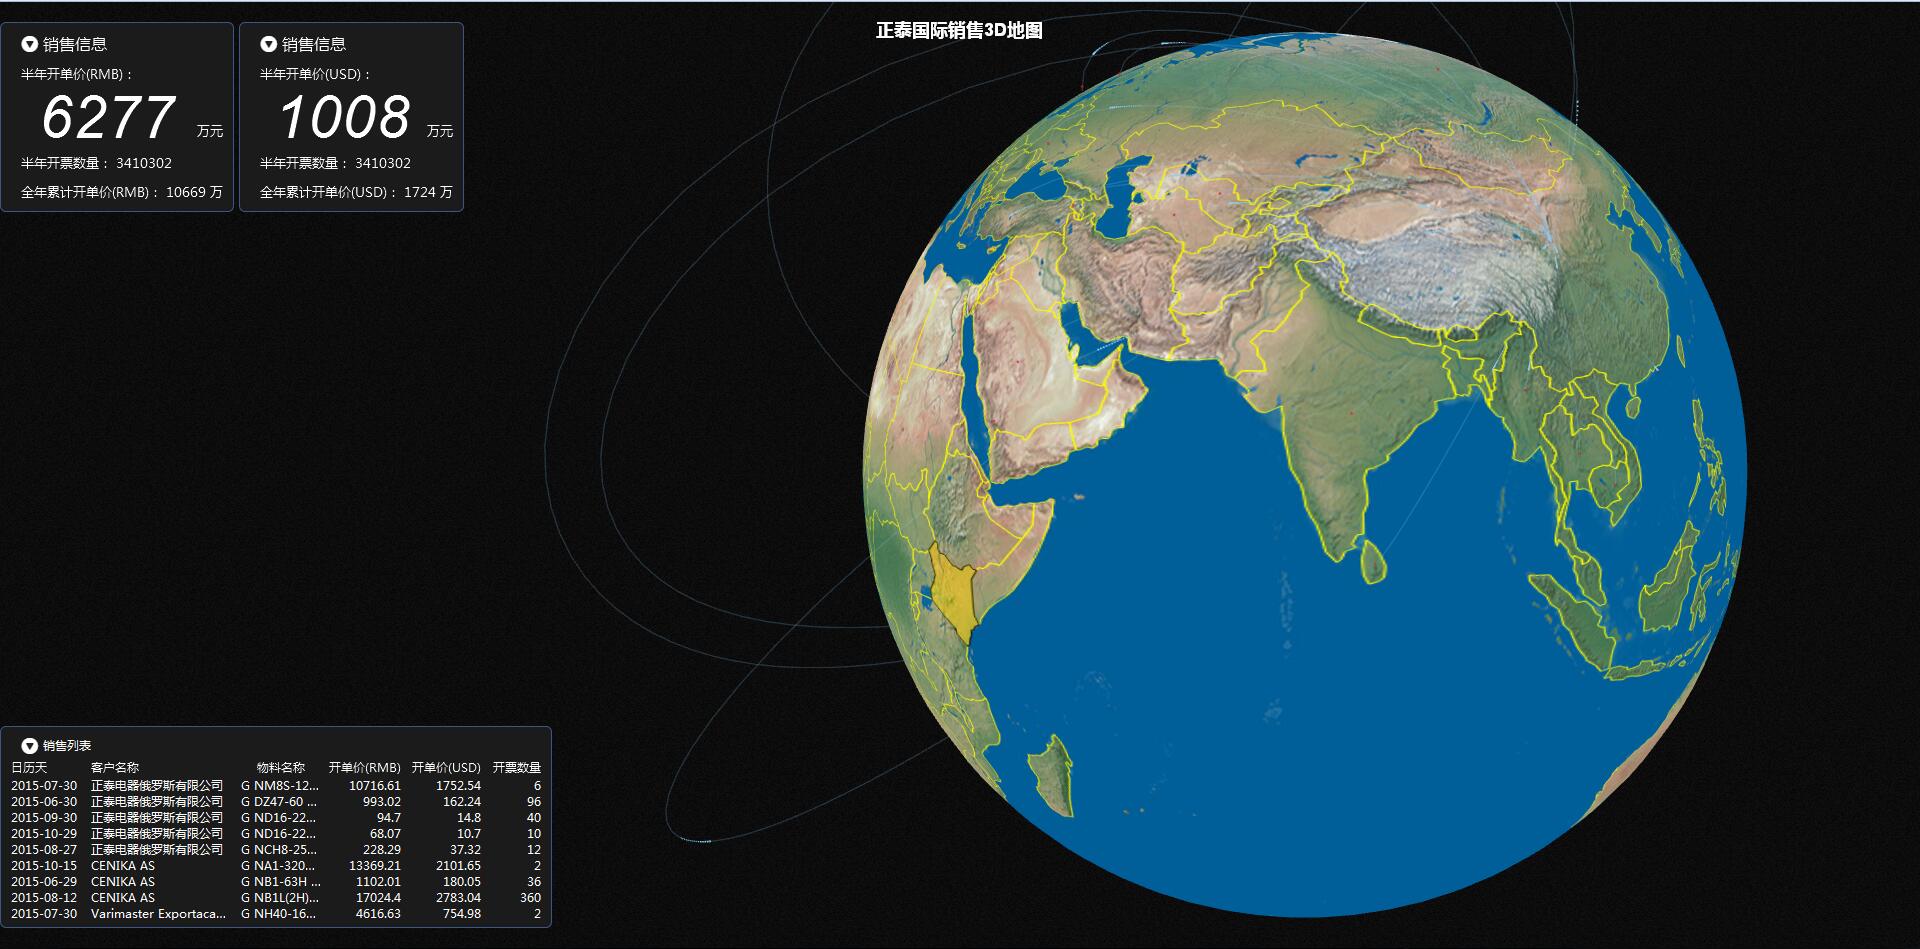 正泰国际销售3D地图
销售信息
半年开单价(RMB)：
6277 万元
半年开票数量： 3410302
全年累计开单价(RMB)： 10669 万
销售信息
半年开单价(USD)：
1008 万元
半年开票数量： 3410302
全年累计开单价(USD)： 1724 万
销售列表
日历天 客户名称 物料名称 开单价(RMB) 开单价(USD) 开票数量
2015-07-30 正泰电器俄罗斯有限公司 G NM8S-12... 10716.61 1752.54 6
2015-06-30 正泰电器俄罗斯有限公司 G DZ47-60 ... 993.02 162.24 96
2015-09-30 正泰电器俄罗斯有限公司 G ND16-22... 94.7 14.8 40
2015-10-29 正泰电器俄罗斯有限公司 G ND16-22... 68.07 10.7 10
2015-08-27 正泰电器俄罗斯有限公司 G NCH8-25... 228.29 37.32 12
2015-10-15 CENIKA AS G NA1-320... 13369.21 2101.65 2
2015-06-29 CENIKA AS G NB1-63H ... 1102.01 180.05 36
2015-08-12 CENIKA AS G NB1L(2H)... 17024.4 2783.04 360
2015-07-30 Varimaster Exportaca... G NH40-16... 4616.63 754.98 2